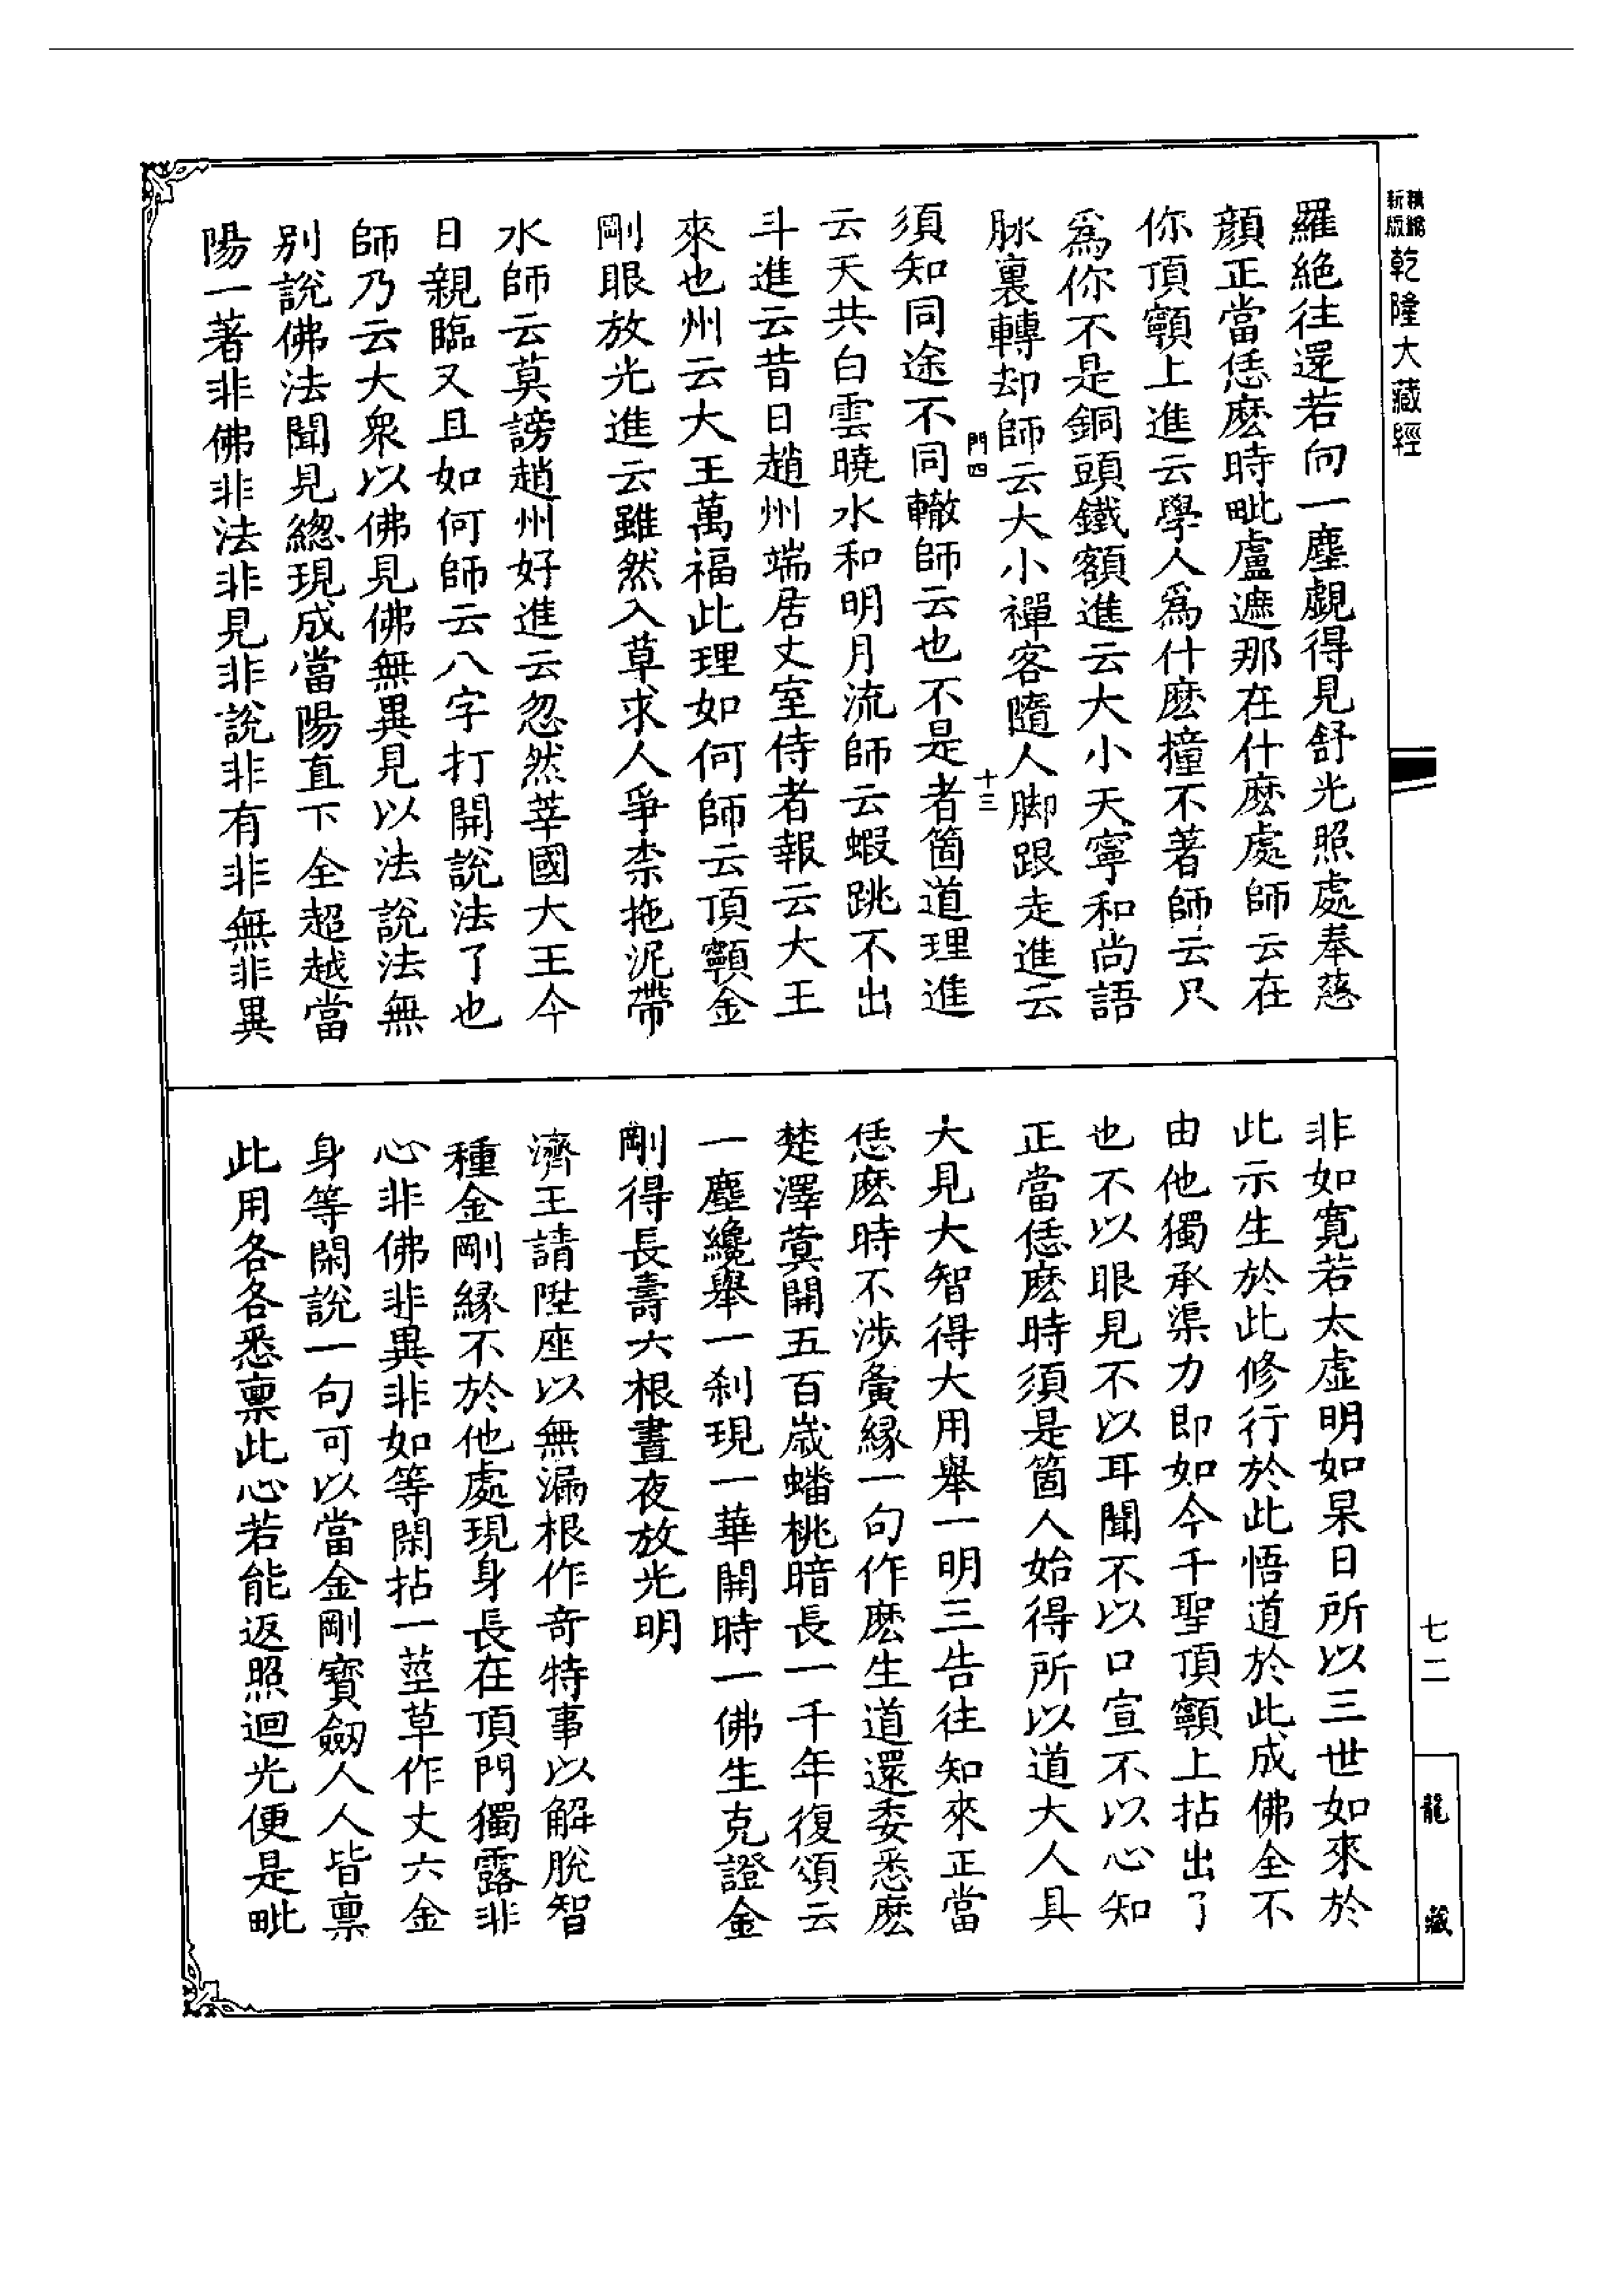 精縮新版乾隆大藏經
羅絶往還若向一塵覷得見舒光照處奉慈
顏正當恁麽時毗盧遮那在什麽處師云在
你頂𩕳上進云學人爲什麽撞不著師云只
爲你不是銅頭鐵額進云大小天寧和尚語
脉裏轉却師云大小禪客隨人脚跟走進云
門四
十三
須知同途不同轍師云也不是者箇道理進
云天共白雲曉水和明月流師云蝦跳不出
斗進云昔日趙州端居丈室侍者報云大王
來也州云大王萬福此理如何師云頂𩕳金
剛眼放光進云雖然入草求人爭柰拖泥帶
水師云莫謗趙州好進云忽然莘國大王今
日親臨又且如何師云八字打開說法了也
師乃云大衆以佛見佛無異見以法說法無
别說佛法聞見總現成當陽直下全超越當
陽一著非佛非法非見非說非有非無非異
非如寛若太虚明如杲日所以三世如來於
此示生於此修行於此悟道於此成佛全不
由他獨承渠力即如今千聖頂𩕳上拈出了
也不以眼見不以耳聞不以口宣不以心知
正當恁麽時須是箇人始得所以道大人具
大見大智得大用舉一明三告往知來正當
恁麽時不涉夤縁一句作麽生道還委悉麽
楚澤蓂開五百歲蟠桃暗長一千年復頌云
一塵纔舉一刹現一華開時一佛生克證金
剛得長壽六根晝夜放光明
濟王請陞座以無漏根作奇特事以解脫智
種金剛縁不於他處現身長在頂門獨露非
心非佛非異非如等閑拈一莖草作丈六金
身等閑說一句可以當金剛寶劒人人皆禀
此用各各悉禀此心若能返照迴光便是毗
七二
龍藏